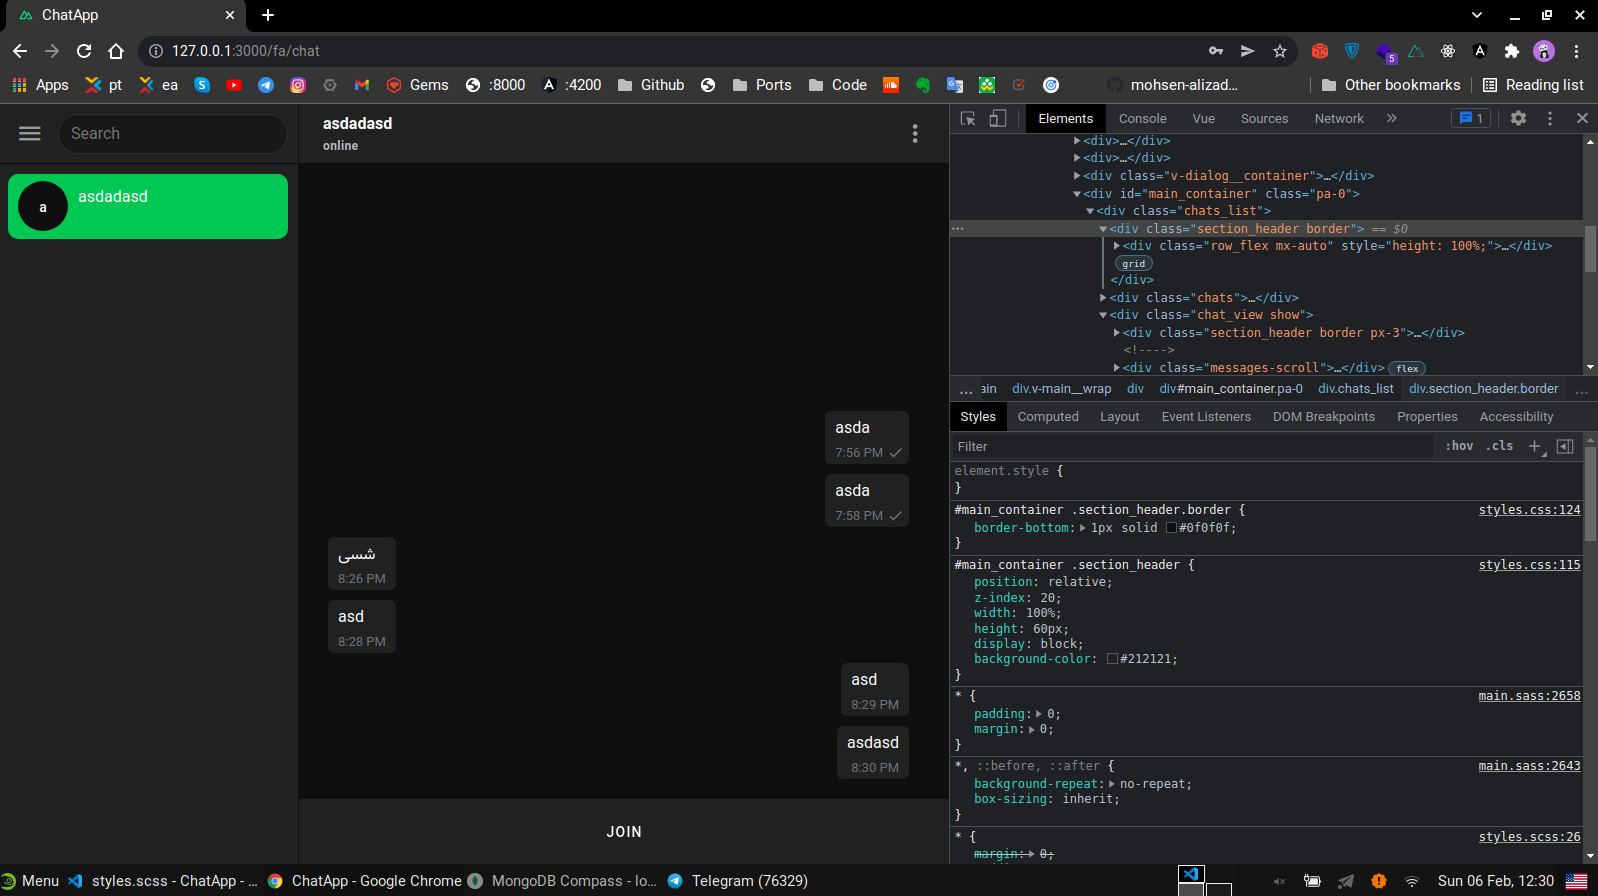 ChatApp
127.0.0.1:3000/fa/chat
5
Apps pt ea Gems :8000 :4200 Github Ports Code mohsen-alizad... Other bookmarks Reading list
Search
asdadasd
online
a
asdadasd
asda
7:56 PM
asda
7:58 PM
شسی
8:26 PM
asd
8:28 PM
asd
8:29 PM
asdasd
8:30 PM
JOIN
Elements Console Vue Sources Network 1
<div>…</div>
<div>…</div>
<div class="v-dialog__container">…</div>
<div id="main_container" class="pa-0">
<div class="chats_list">
<div class="section_header border"> == $0
<div class="row_flex mx-auto" style="height: 100%;">…</div>
grid
</div>
<div class="chats">…</div>
<div class="chat_view show">
<div class="section_header border px-3">…</div>
<!---->
<div class="messages-scroll">…</div> flex
… ain div.v-main__wrap div div#main_container.pa-0 div.chats_list div.section_header.border …
Styles Computed Layout Event Listeners DOM Breakpoints Properties Accessibility
Filter :hov .cls
element.style {
}
#main_container .section_header.border { styles.css:124
border-bottom: 1px solid #0f0f0f;
}
#main_container .section_header { styles.css:115
position: relative;
z-index: 20;
width: 100%;
height: 60px;
display: block;
background-color: #212121;
}
* { main.sass:2658
padding: 0;
margin: 0;
}
*, ::before, ::after { main.sass:2643
background-repeat: no-repeat;
box-sizing: inherit;
}
* { styles.scss:26
margin: 0;
Menu styles.scss - ChatApp - ... ChatApp - Google Chrome MongoDB Compass - lo... Telegram (76329) Sun 06 Feb, 12:30